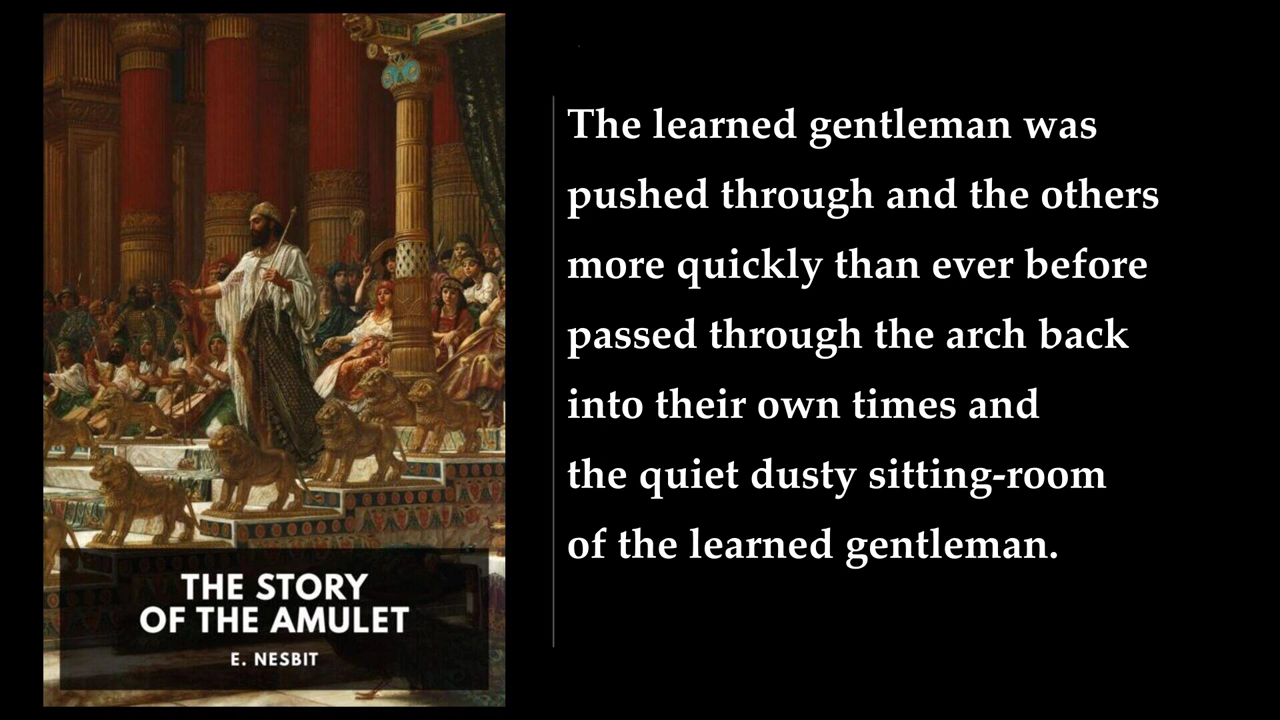 The learned gentleman was
pushed through and the others
more quickly than ever before
passed through the arch back
into their own times and
the quiet dusty sitting-room
of the learned gentleman.
THE STORY
OF THE AMULET
E. NESBIT